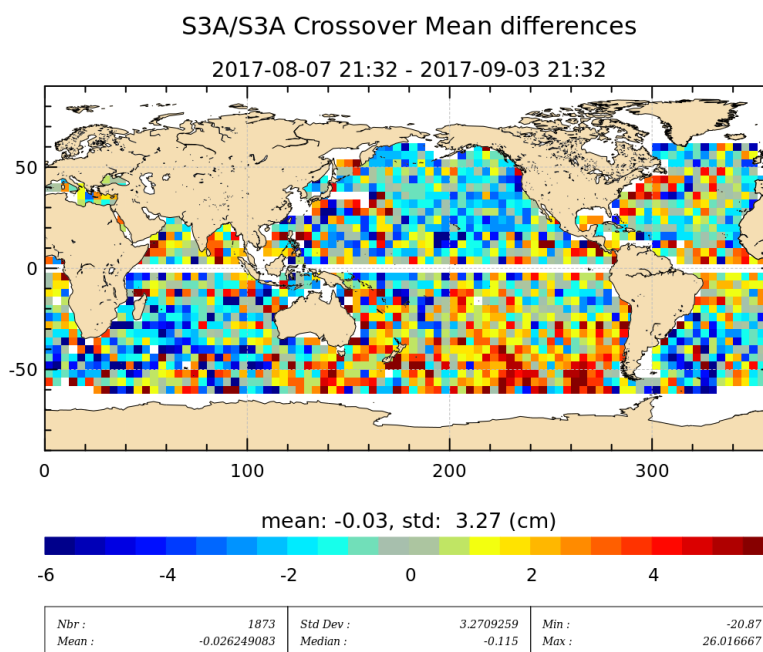 S3A/S3A Crossover Mean differences
2017-08-07 21:32 - 2017-09-03 21:32
50
0
-50
0 100 200 300
mean: -0.03, std: 3.27 (cm)
-6 -4 -2 0 2 4
Nbr : 1873 Std Dev : 3.2709259 Min : -20.87
Mean : -0.026249083 Median : -0.115 Max : 26.016667